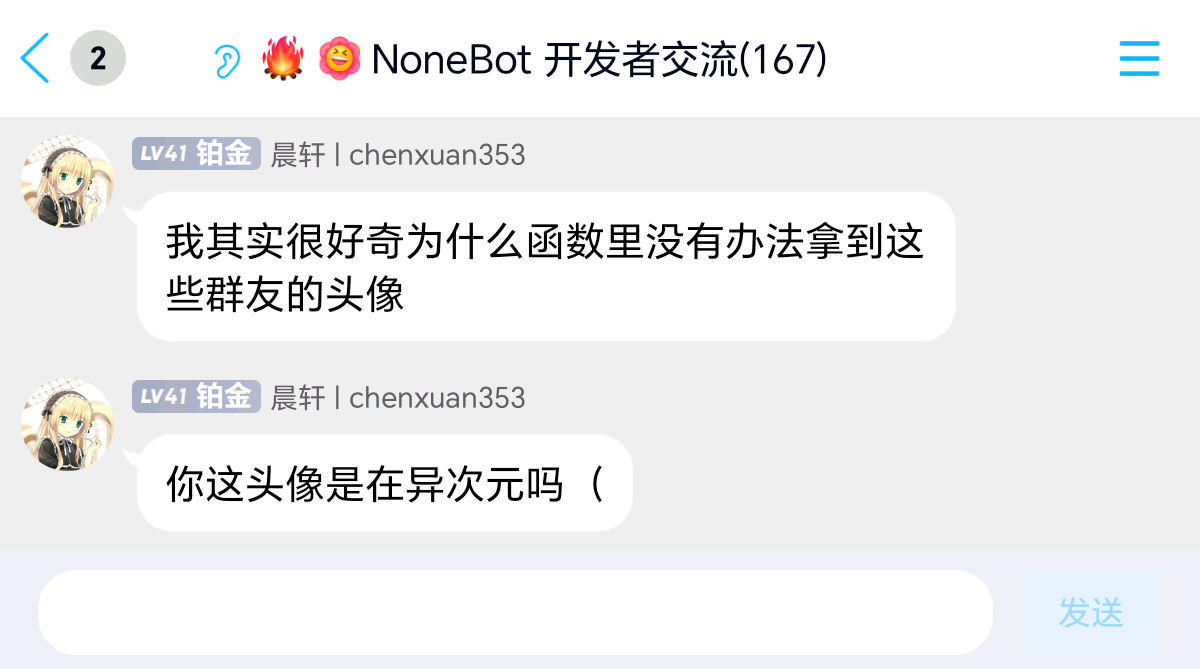 2
NoneBot 开发者交流(167)
LV41 铂金 晨轩 | chenxuan353
我其实很好奇为什么函数里没有办法拿到这
些群友的头像
LV41 铂金 晨轩 | chenxuan353
你这头像是在异次元吗（
发送